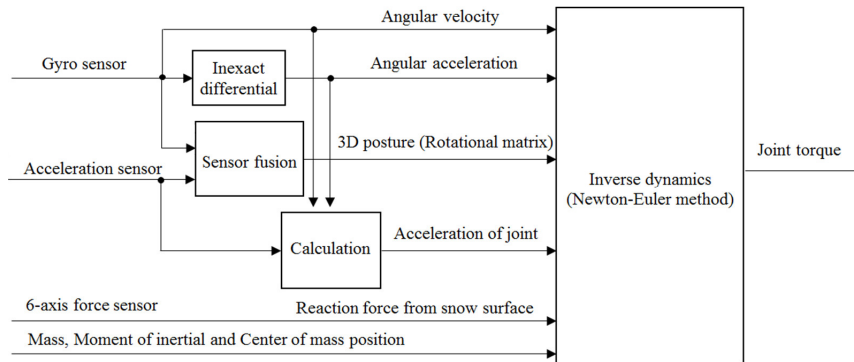 Angular velocity
Gyro sensor
Inexact
differential
Angular acceleration
3D posture (Rotational matrix)
Sensor fusion
Acceleration sensor
Joint torque
Inverse dynamics
(Newton-Euler method)
Acceleration of joint
Calculation
6-axis force sensor
Reaction force from snow surface
Mass, Moment of inertial and Center of mass position